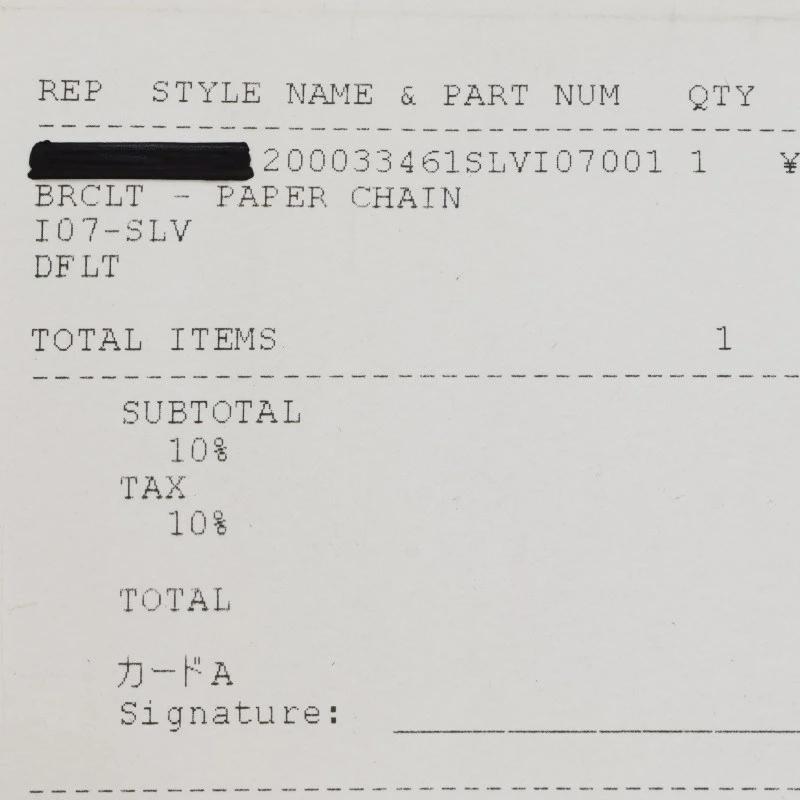 REP STYLE NAME & PART NUM QTY
200033461SLVI07001 1 ¥
BRCLT - PAPER CHAIN
I07-SLV
DFLT
TOTAL ITEMS 1
SUBTOTAL
10%
TAX
10%
TOTAL
カードA
Signature: